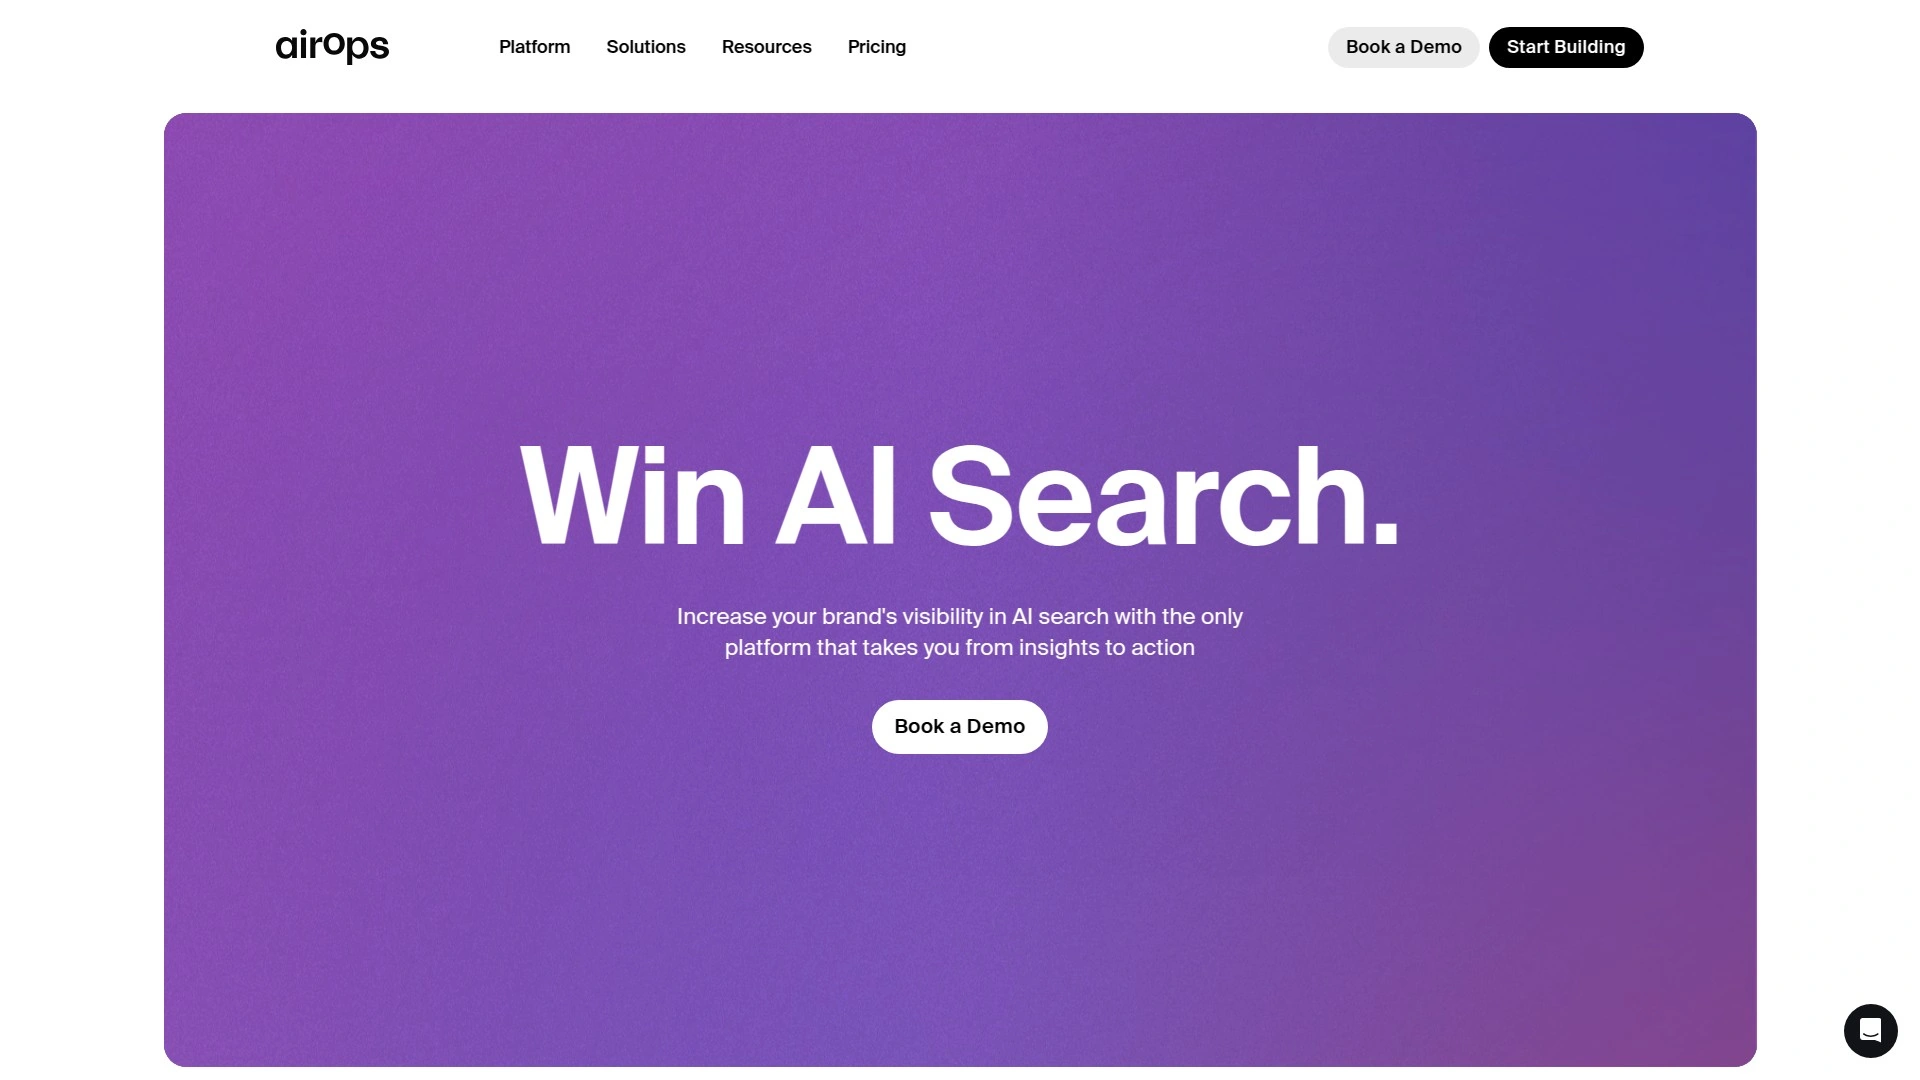 airops
Platform
Solutions
Resources
Pricing
Book a Demo
Start Building
Win AI Search.
Increase your brand's visibility in AI search with the only
platform that takes you from insights to action
Book a Demo